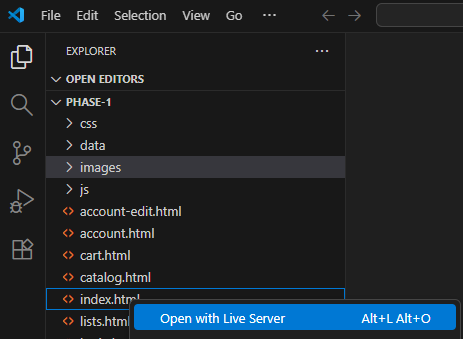 File Edit Selection View Go ···
EXPLORER ···
OPEN EDITORS
PHASE-1
css
data
images
js
account-edit.html
account.html
cart.html
catalog.html
index.html
Open with Live Server Alt+L Alt+O
lists.html